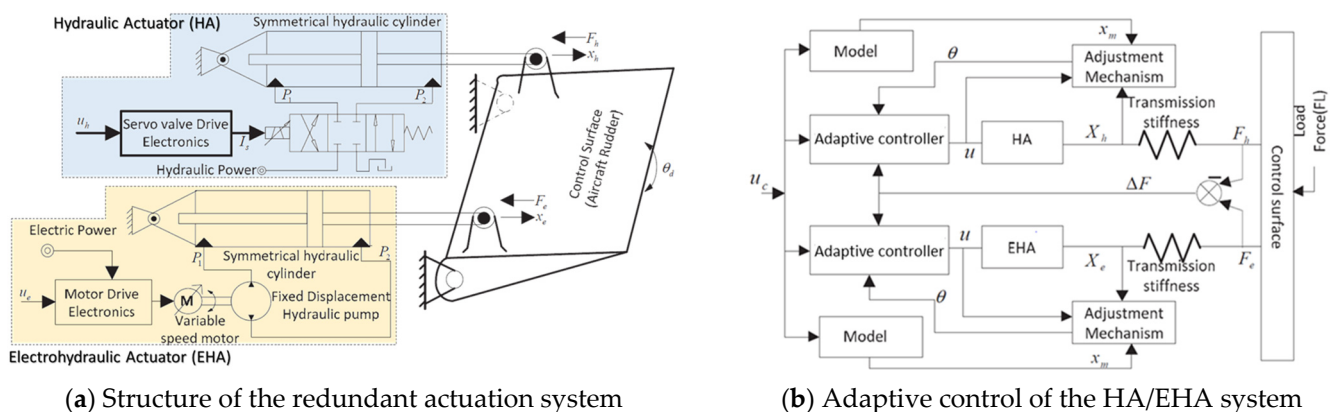 Hydraulic Actuator (HA)
Symmetrical hydraulic cylinder
F_h
x_h
P_1
P_2
u_h
Servo valve Drive
Electronics
I_s
Hydraulic Power
Control Surface
(Aircraft Rudder)
θ_d
F_e
x_e
Electric Power
P_1
P_2
Symmetrical hydraulic
cylinder
u_e
Motor Drive
Electronics
M
Fixed Displacement
Hydraulic pump
Variable
speed motor
Electrohydraulic Actuator (EHA)
(a) Structure of the redundant actuation system
x_m
Model
θ
Adjustment
Mechanism
Transmission
stiffness
Adaptive controller
u
HA
X_h
F_h
u_c
ΔF
−
Adaptive controller
u
EHA
X_e
F_e
Transmission
stiffness
θ
Model
Adjustment
Mechanism
x_m
Control surface
Load
Force(FL)
(b) Adaptive control of the HA/EHA system